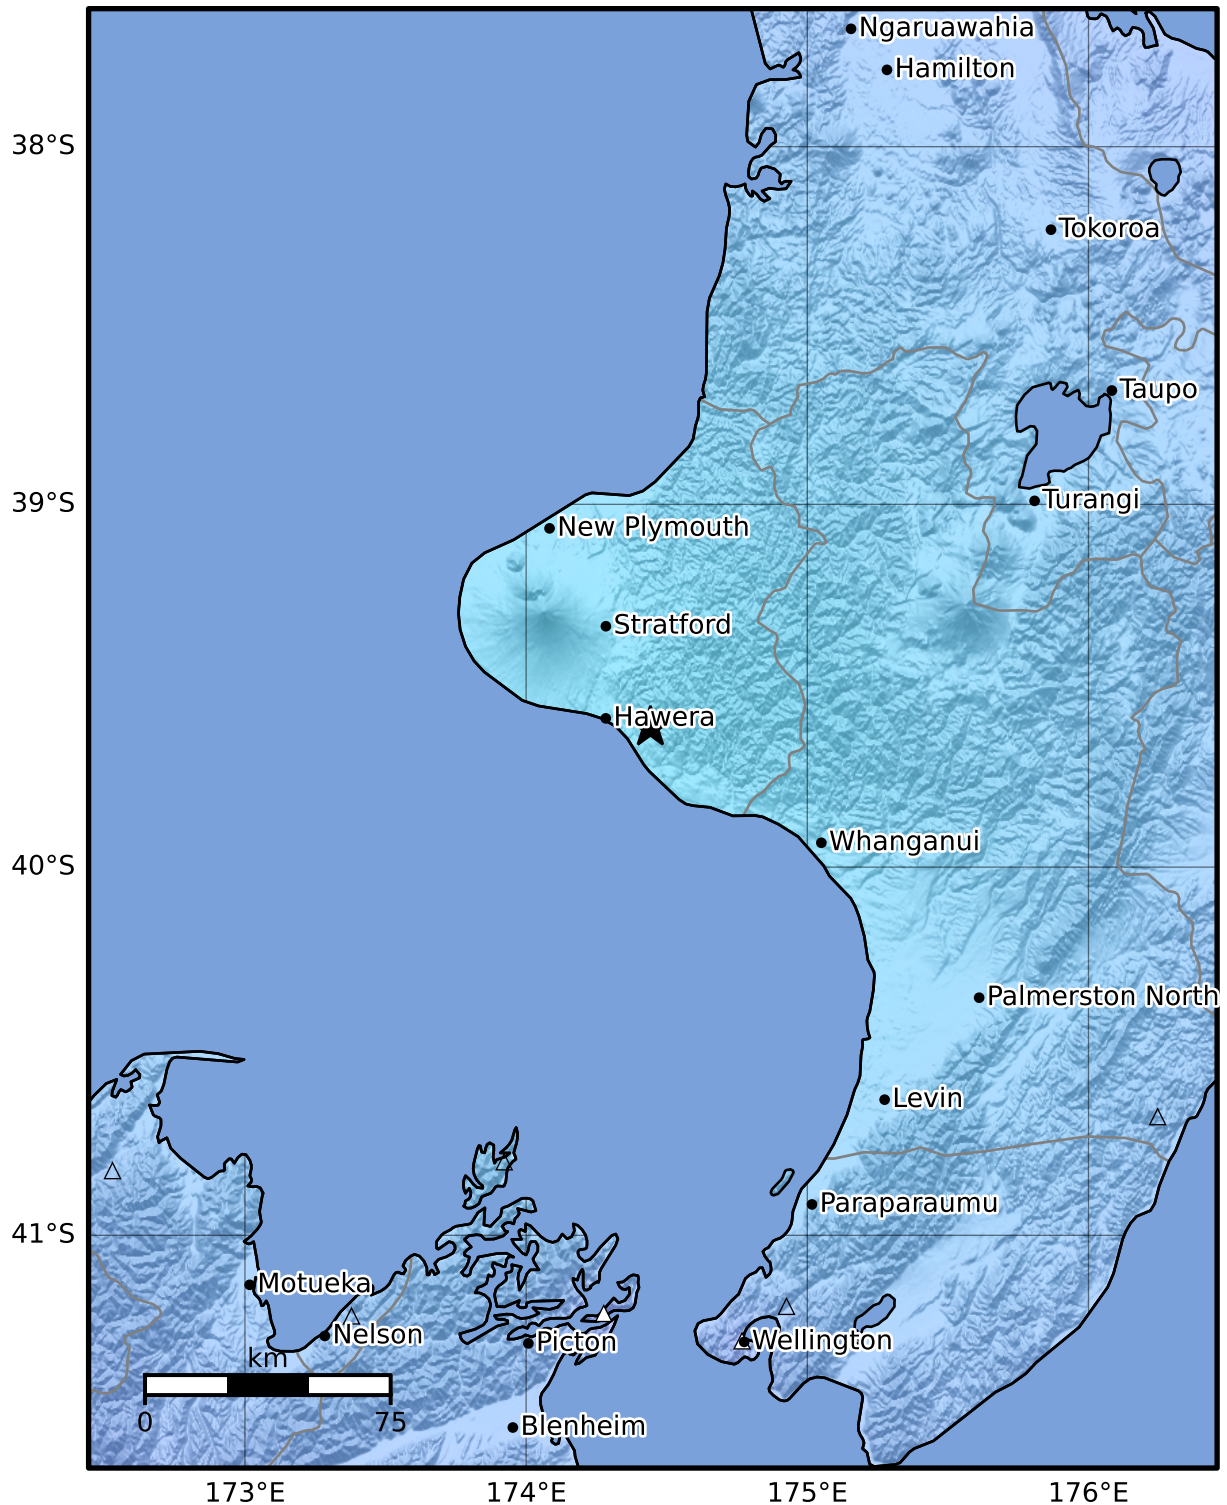 Ngaruawahia
Hamilton
38°S
Tokoroa
Taupo
39°S
Turangi
New Plymouth
Stratford
Hawera
Whanganui
40°S
Palmerston North
Levin
Paraparaumu
41°S
Motueka
Nelson
Picton
Wellington
km
0
75
Blenheim
173°E
174°E
175°E
176°E